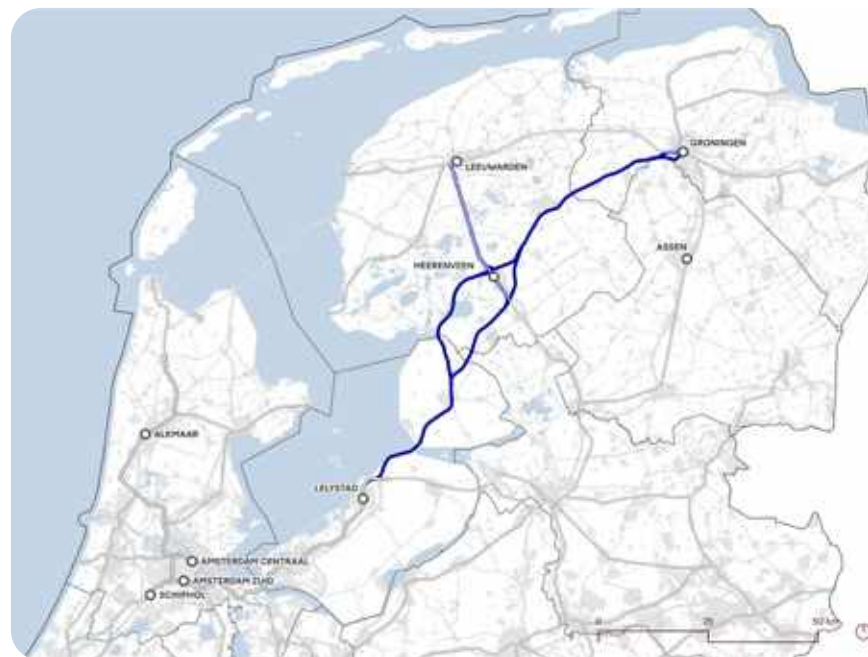 GRONINGEN
LEEUWARDEN
ASSEN
HEERENVEEN
ALKMAAR
LELYSTAD
AMSTERDAM CENTRAAL
AMSTERDAM ZUID
SCHIPHOL
0 25 50 km